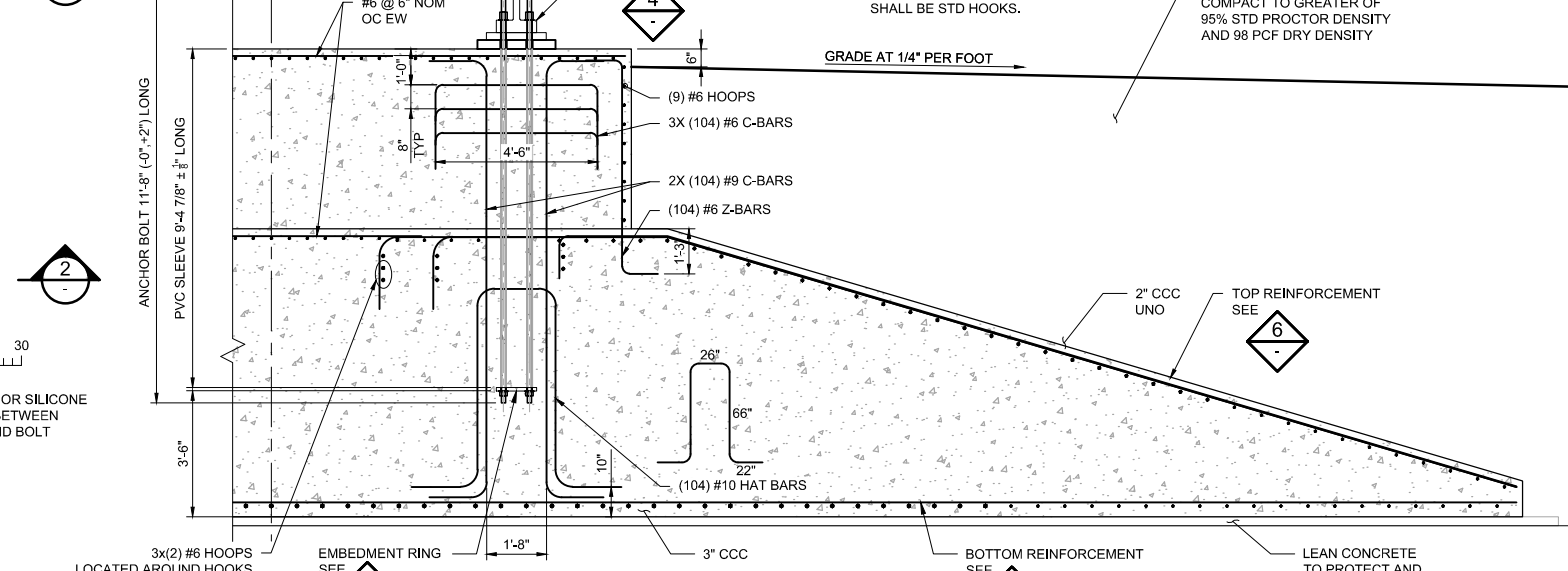 #6 @ 6" NOM
OC EW
4
-
SHALL BE STD HOOKS.
COMPACT TO GREATER OF
95% STD PROCTOR DENSITY
AND 98 PCF DRY DENSITY
GRADE AT 1/4" PER FOOT
6"
1'-0"
8"
TYP
4'-6"
(9) #6 HOOPS
3X (104) #6 C-BARS
2X (104) #9 C-BARS
(104) #6 Z-BARS
1'-3"
ANCHOR BOLT 11'-8" (-0",+2") LONG
PVC SLEEVE 9'-4 7/8" ± 1/8" LONG
2
-
30
OR SILICONE
BETWEEN
BOLT
3'-6"
2" CCC
UNO
TOP REINFORCEMENT
SEE
6
-
26"
66"
22"
10"
(104) #10 HAT BARS
1'-8"
3x(2) #6 HOOPS
LOCATED AROUND HOOKS
EMBEDMENT RING
SEE
3" CCC
BOTTOM REINFORCEMENT
SEE
LEAN CONCRETE
TO PROTECT AND